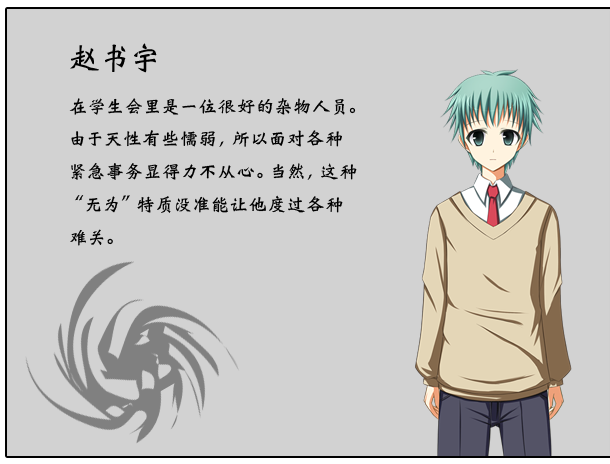 赵书宇
在学生会里是一位很好的杂物人员。
由于天性有些懦弱，所以面对各种
紧急事务显得力不从心。当然，这种
“无为”特质没准能让他度过各种
难关。